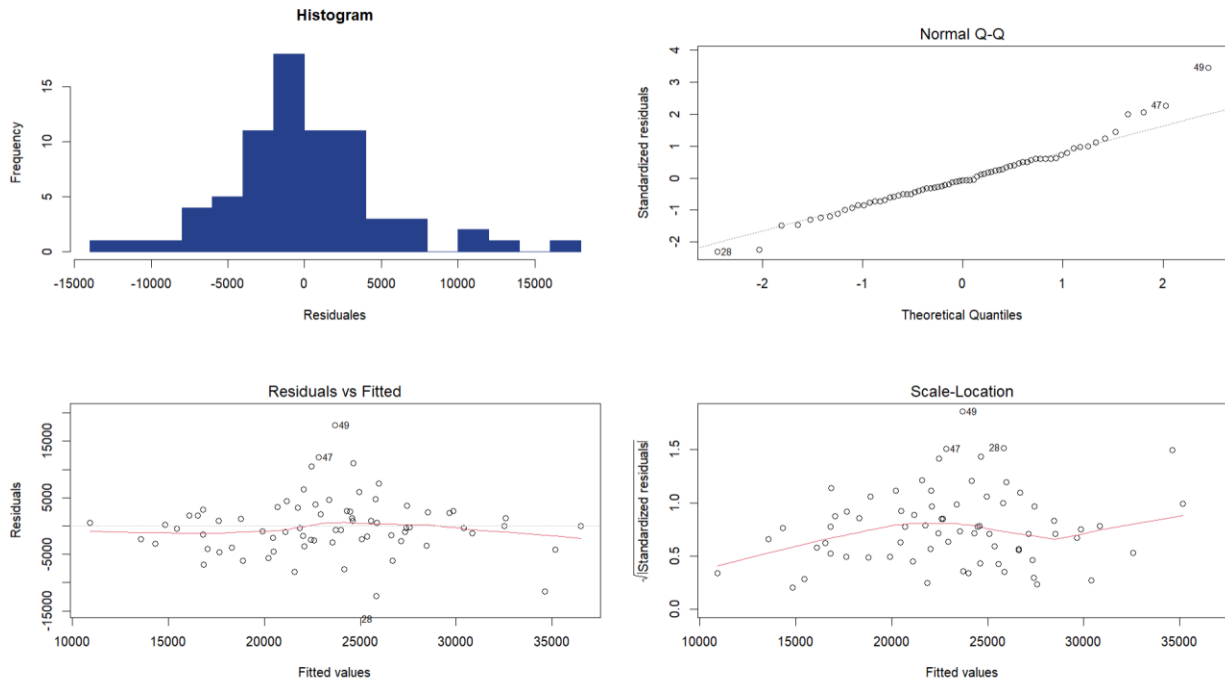 Histogram
Frequency
15
10
5
0
-15000 -10000 -5000 0 5000 10000 15000
Residuales
Normal Q-Q
Standardized residuals
4
3
2
1
0
-1
-2
49
47
28
-2 -1 0 1 2
Theoretical Quantiles
Residuals vs Fitted
Residuals
15000
5000
0
-5000
-15000
49
47
28
10000 15000 20000 25000 30000 35000
Fitted values
Scale-Location
√|Standardized residuals|
1.5
1.0
0.5
0.0
49
47
28
10000 15000 20000 25000 30000 35000
Fitted values